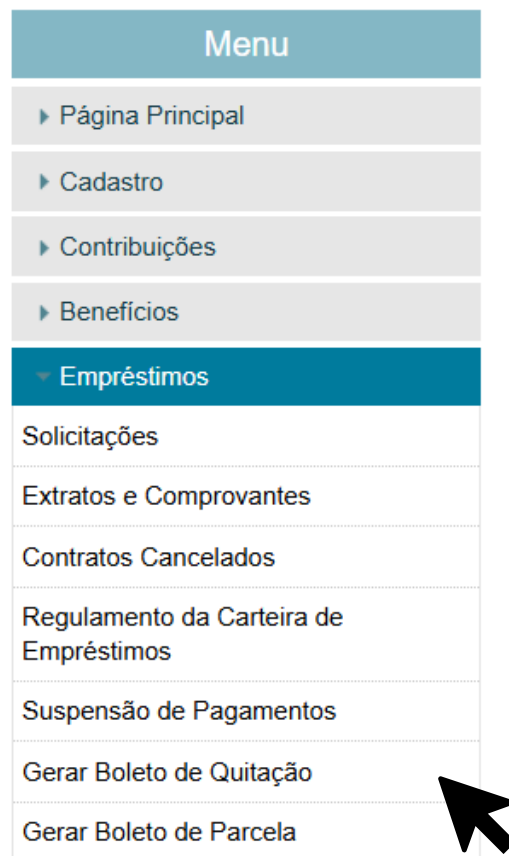 Menu
Página Principal
Cadastro
Contribuições
Benefícios
Empréstimos
Solicitações
Extratos e Comprovantes
Contratos Cancelados
Regulamento da Carteira de
Empréstimos
Suspensão de Pagamentos
Gerar Boleto de Quitação
Gerar Boleto de Parcela